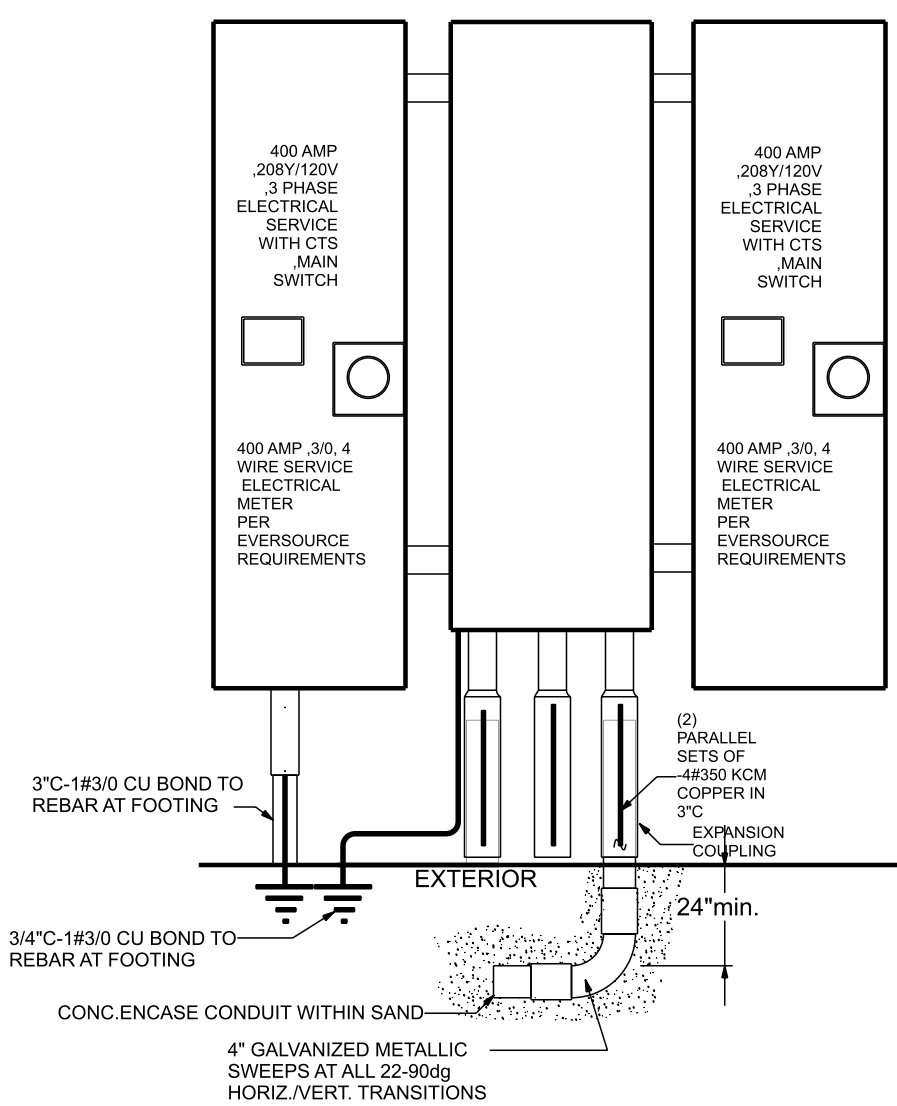 400 AMP
,208Y/120V
,3 PHASE
ELECTRICAL
SERVICE
WITH CTS
,MAIN
SWITCH
400 AMP ,3/0, 4
WIRE SERVICE
ELECTRICAL
METER
PER
EVERSOURCE
REQUIREMENTS
400 AMP
,208Y/120V
,3 PHASE
ELECTRICAL
SERVICE
WITH CTS
,MAIN
SWITCH
400 AMP ,3/0, 4
WIRE SERVICE
ELECTRICAL
METER
PER
EVERSOURCE
REQUIREMENTS
(2)
PARALLEL
SETS OF
-4#350 KCM
COPPER IN
3"C
EXPANSION
COUPLING
3"C-1#3/0 CU BOND TO
REBAR AT FOOTING
EXTERIOR
24"min.
3/4"C-1#3/0 CU BOND TO
REBAR AT FOOTING
CONC.ENCASE CONDUIT WITHIN SAND
4" GALVANIZED METALLIC
SWEEPS AT ALL 22-90dg
HORIZ./VERT. TRANSITIONS